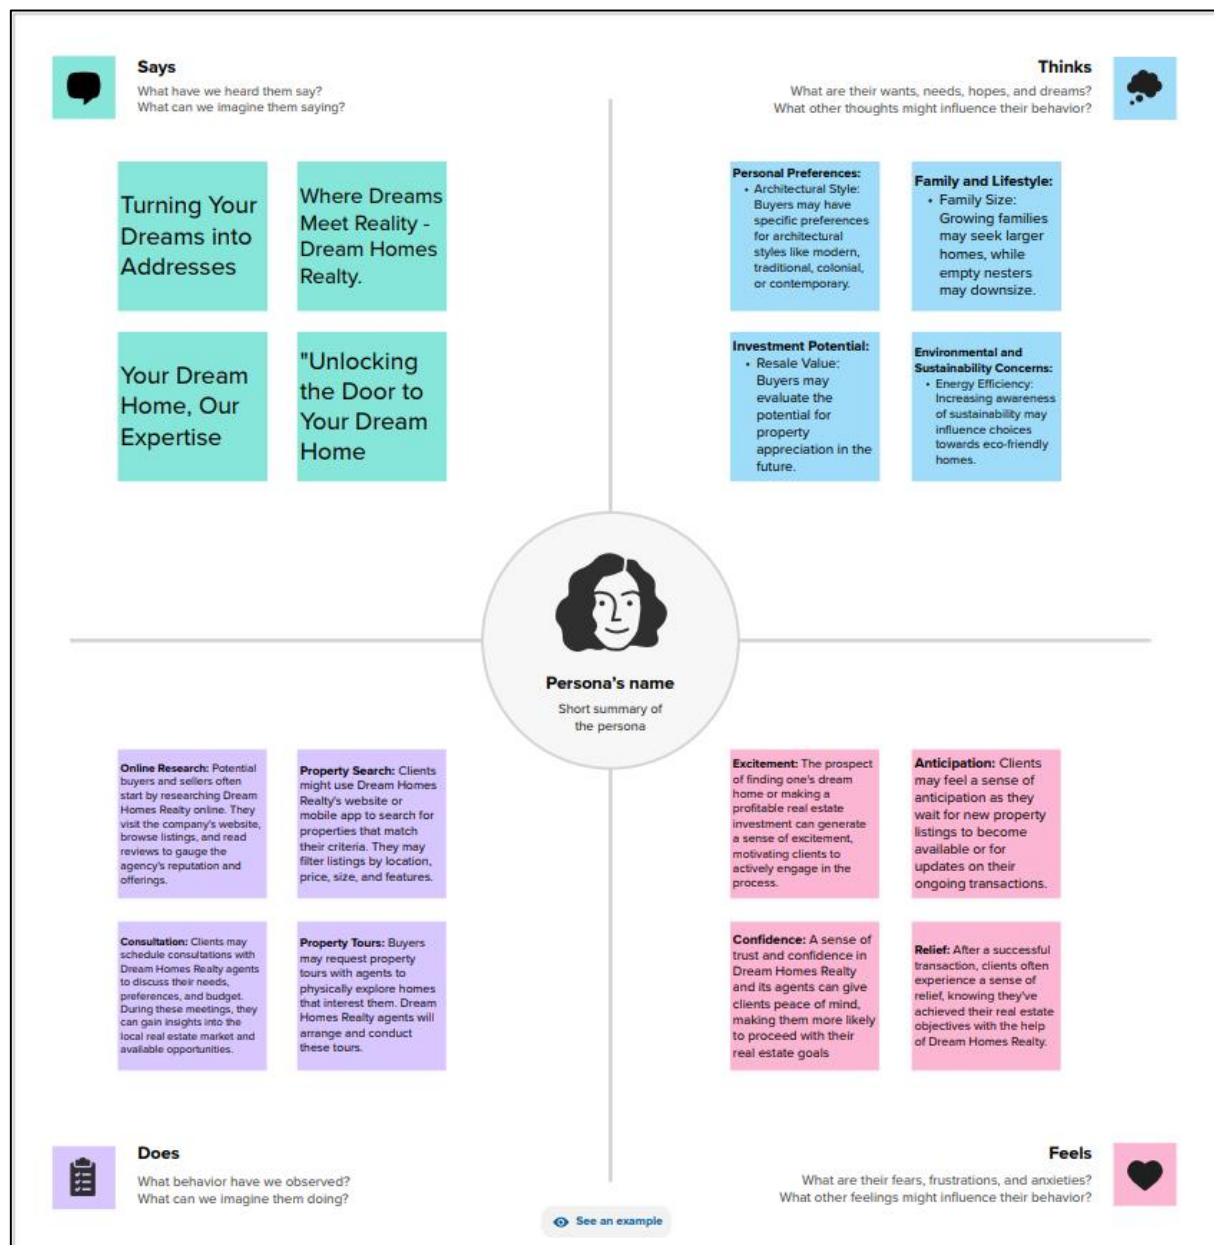 Says
What have we heard them say?
What can we imagine them saying?
Thinks
What are their wants, needs, hopes, and dreams?
What other thoughts might influence their behavior?
Turning Your
Dreams into
Addresses
Where Dreams
Meet Reality -
Dream Homes
Realty.
Personal Preferences:
• Architectural Style:
Buyers may have
specific preferences
for architectural
styles like modern,
traditional, colonial,
or contemporary.
Family and Lifestyle:
• Family Size:
Growing families
may seek larger
homes, while
empty nesters
may downsize.
Your Dream
Home, Our
Expertise
"Unlocking
the Door to
Your Dream
Home
Investment Potential:
• Resale Value:
Buyers may
evaluate the
potential for
property
appreciation in the
future.
Environmental and
Sustainability Concerns:
• Energy Efficiency:
Increasing awareness
of sustainability may
influence choices
towards eco-friendly
homes.
Persona's name
Short summary of
the persona
Online Research: Potential
buyers and sellers often
start by researching Dream
Homes Realty online. They
visit the company's website,
browse listings, and read
reviews to gauge the
agency's reputation and
offerings.
Property Search: Clients
might use Dream Homes
Realty's website or
mobile app to search for
properties that match
their criteria. They may
filter listings by location,
price, size, and features.
Excitement: The prospect
of finding one's dream
home or making a
profitable real estate
investment can generate
a sense of excitement,
motivating clients to
actively engage in the
process.
Anticipation: Clients
may feel a sense of
anticipation as they
wait for new property
listings to become
available or for
updates on their
ongoing transactions.
Consultation: Clients may
schedule consultations with
Dream Homes Realty agents
to discuss their needs,
preferences, and budget.
During these meetings, they
can gain insights into the
local real estate market and
available opportunities.
Property Tours: Buyers
may request property
tours with agents to
physically explore homes
that interest them. Dream
Homes Realty agents will
arrange and conduct
these tours.
Confidence: A sense of
trust and confidence in
Dream Homes Realty
and its agents can give
clients peace of mind,
making them more likely
to proceed with their
real estate goals
Relief: After a successful
transaction, clients often
experience a sense of
relief, knowing they've
achieved their real estate
objectives with the help
of Dream Homes Realty.
Does
What behavior have we observed?
What can we imagine them doing?
Feels
What are their fears, frustrations, and anxieties?
What other feelings might influence their behavior?
See an example